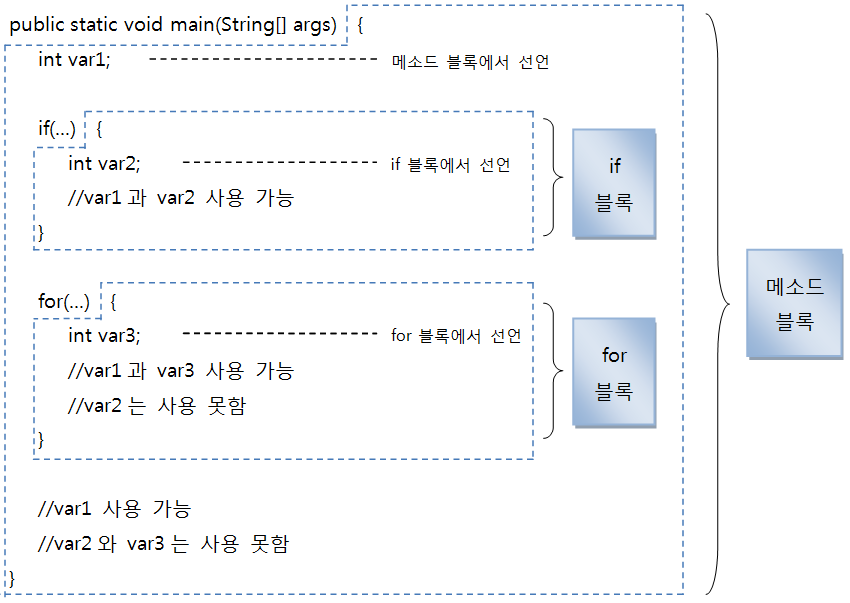 public static void main(String[] args) {
int var1; 메소드 블록에서 선언
if(...) {
int var2; if 블록에서 선언
//var1 과 var2 사용 가능
}
if
블록
for(...) {
int var3; for 블록에서 선언
//var1 과 var3 사용 가능
//var2 는 사용 못함
}
for
블록
메소드
블록
//var1 사용 가능
//var2 와 var3 는 사용 못함
}